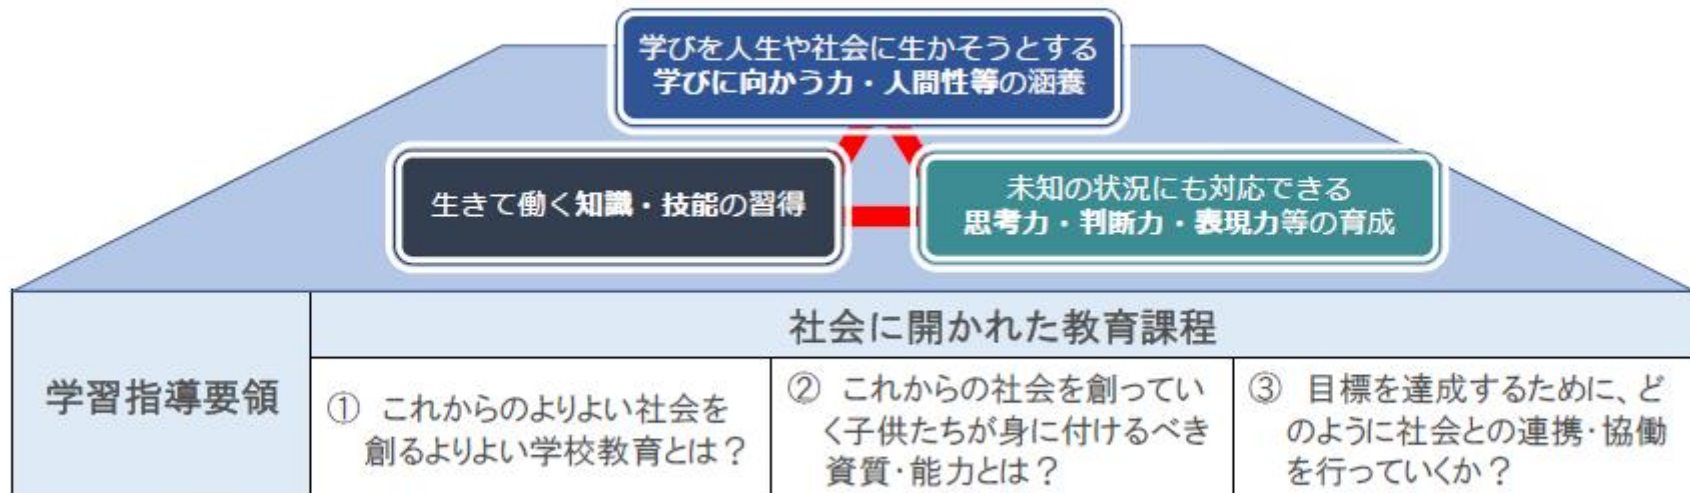 学びを人生や社会に生かそうとする
学びに向かう力・人間性等の涵養
生きて働く知識・技能の習得
未知の状況にも対応できる
思考力・判断力・表現力等の育成
学習指導要領
社会に開かれた教育課程
① これからのよりよい社会を
創るよりよい学校教育とは？
② これからの社会を創ってい
く子供たちが身に付けるべき
資質・能力とは？
③ 目標を達成するために、ど
のように社会との連携・協働
を行っていくか？